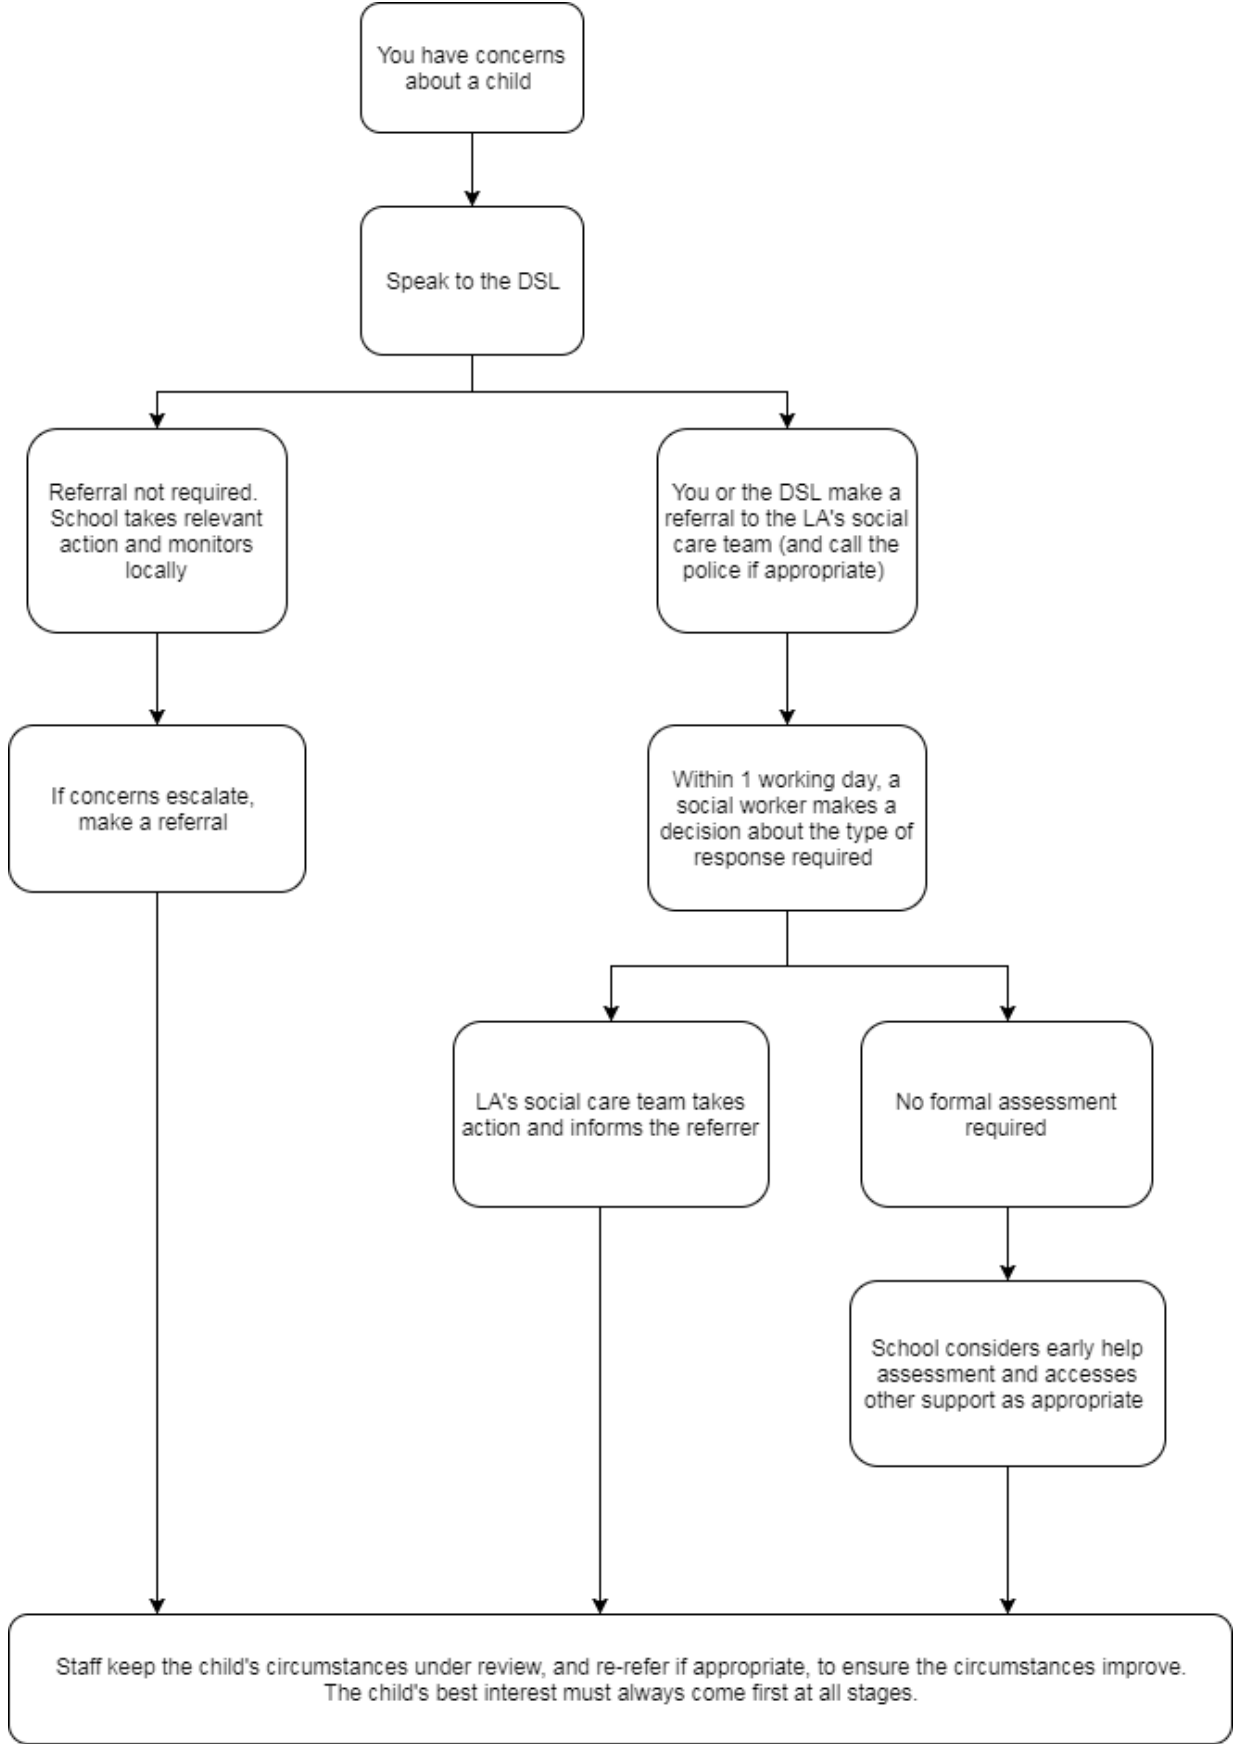 You have concerns
about a child
Speak to the DSL
Referral not required.
School takes relevant
action and monitors
locally
You or the DSL make a
referral to the LA's social
care team (and call the
police if appropriate)
If concerns escalate,
make a referral
Within 1 working day, a
social worker makes a
decision about the type of
response required
LA's social care team takes
action and informs the referrer
No formal assessment
required
School considers early help
assessment and accesses
other support as appropriate
Staff keep the child's circumstances under review, and re-refer if appropriate, to ensure the circumstances improve.
The child's best interest must always come first at all stages.